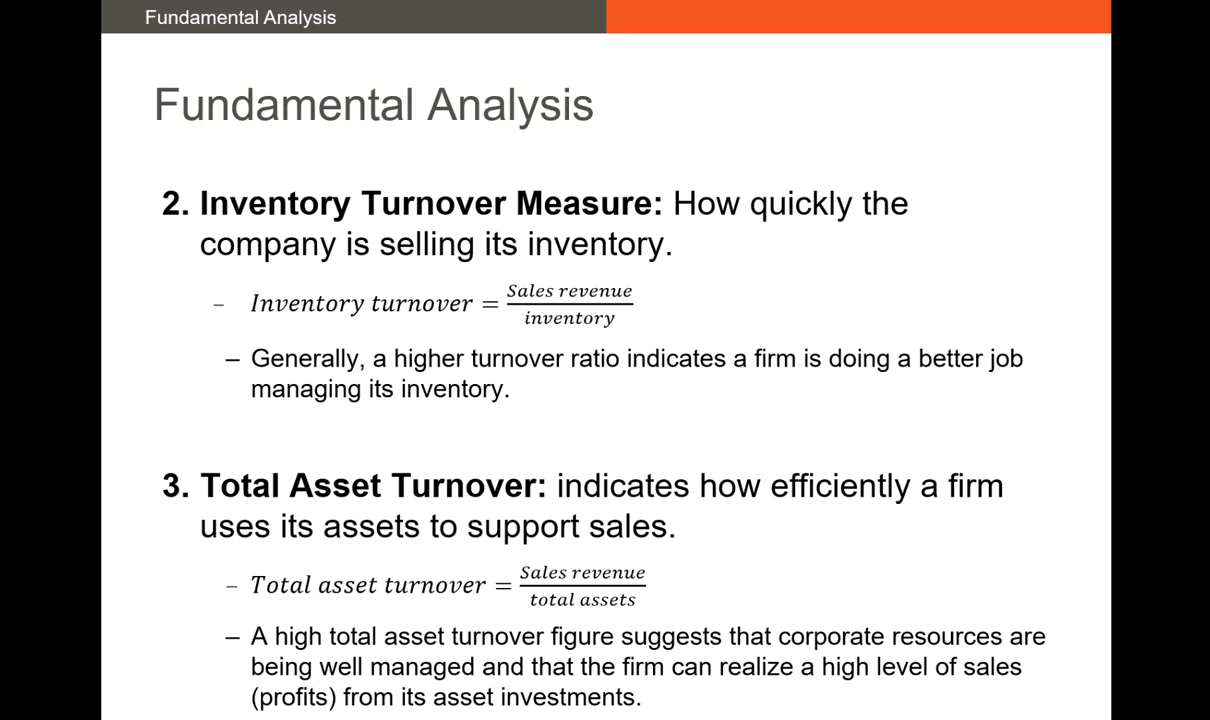 Fundamental Analysis
Fundamental Analysis
2. Inventory Turnover Measure: How quickly the
company is selling its inventory.
– Inventory turnover = Sales revenue / inventory
– Generally, a higher turnover ratio indicates a firm is doing a better job
managing its inventory.
3. Total Asset Turnover: indicates how efficiently a firm
uses its assets to support sales.
– Total asset turnover = Sales revenue / total assets
– A high total asset turnover figure suggests that corporate resources are
being well managed and that the firm can realize a high level of sales
(profits) from its asset investments.